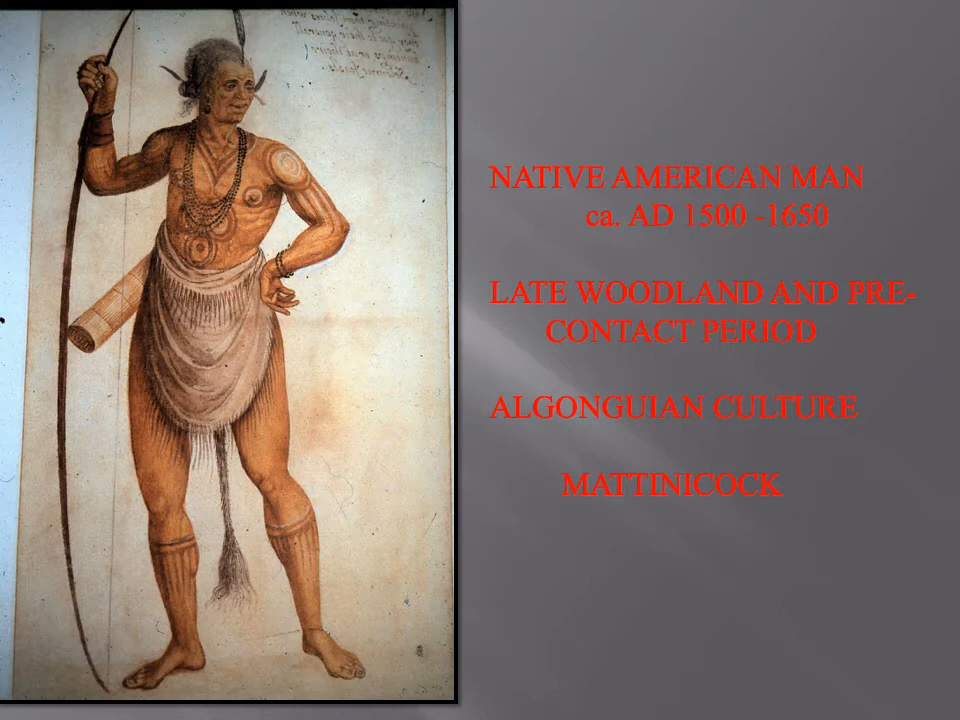 NATIVE AMERICAN MAN
ca. AD 1500 -1650
LATE WOODLAND AND PRE-
CONTACT PERIOD
ALGONGUIAN CULTURE
MATTINICOCK